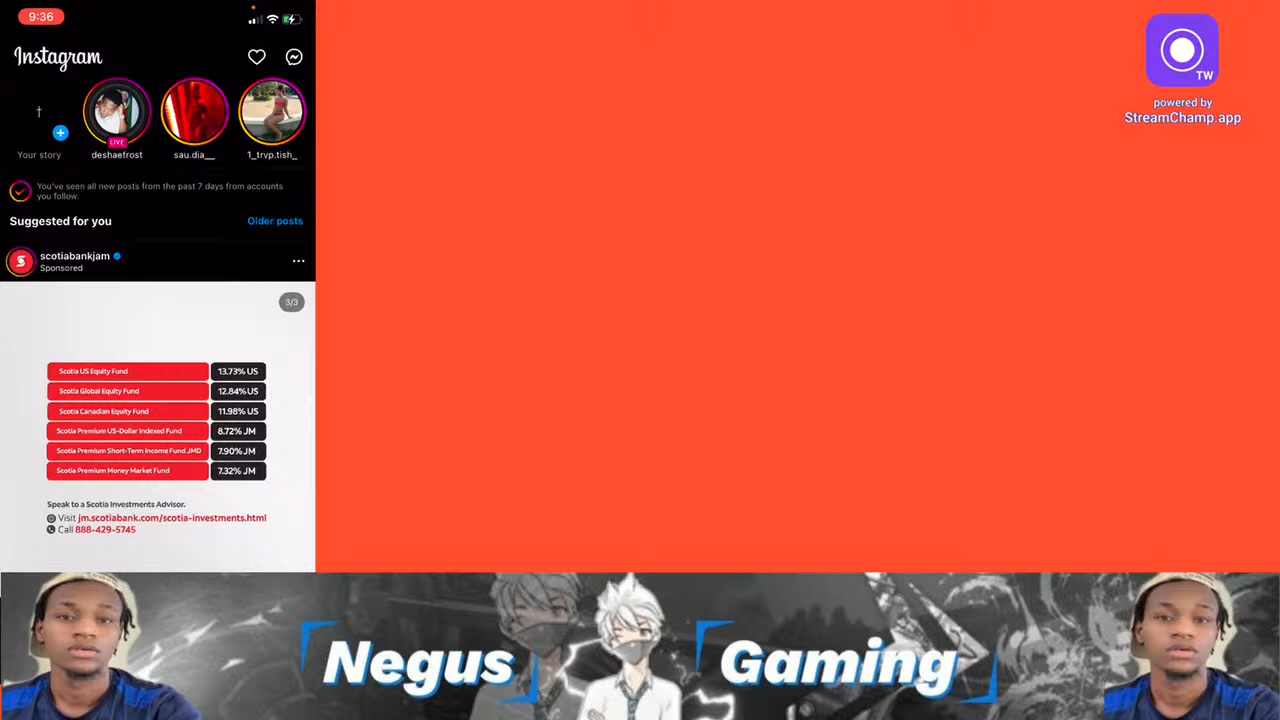 9:36
Instagram
LIVE
Your story
deshaefrost
sau.dia__
1_trvp.tish_
You've seen all new posts from the past 7 days from accounts
you follow.
Suggested for you
Older posts
scotiabankjam
Sponsored
3/3
Scotia US Equity Fund 13.73% US
Scotia Global Equity Fund 12.84% US
Scotia Canadian Equity Fund 11.98% US
Scotia Premium US-Dollar Indexed Fund 8.72% JM
Scotia Premium Short-Term Income Fund JMD 7.90% JM
Scotia Premium Money Market Fund 7.32% JM
Speak to a Scotia Investments Advisor.
Visit jm.scotiabank.com/scotia-investments.html
Call 888-429-5745
TW
powered by
StreamChamp.app
Negus Gaming